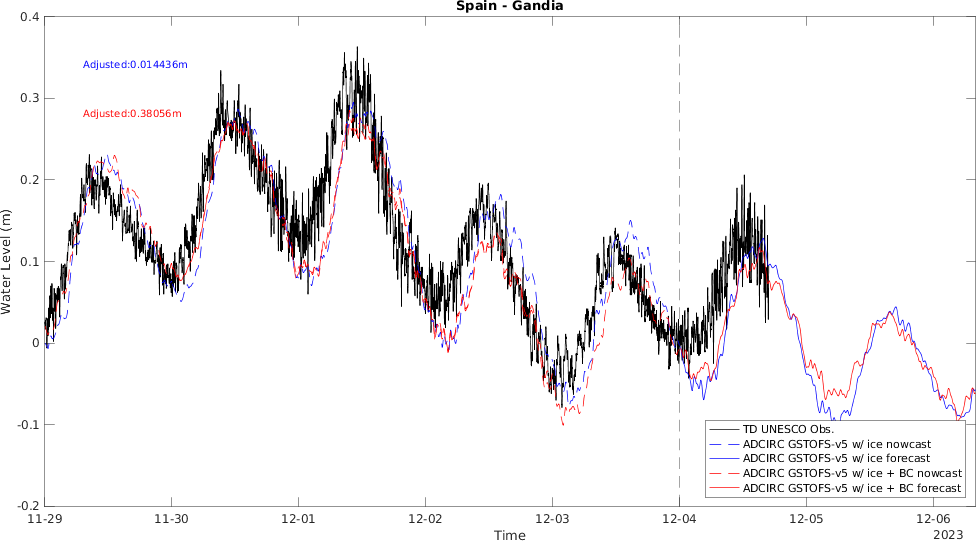 Spain - Gandia
Adjusted:0.014436m
Adjusted:0.38056m
Water Level (m)
0.4
0.3
0.2
0.1
0
-0.1
-0.2
11-29
11-30
12-01
12-02
12-03
12-04
12-05
12-06
Time
2023
TD UNESCO Obs.
ADCIRC GSTOFS-v5 w/ ice nowcast
ADCIRC GSTOFS-v5 w/ ice forecast
ADCIRC GSTOFS-v5 w/ ice + BC nowcast
ADCIRC GSTOFS-v5 w/ ice + BC forecast